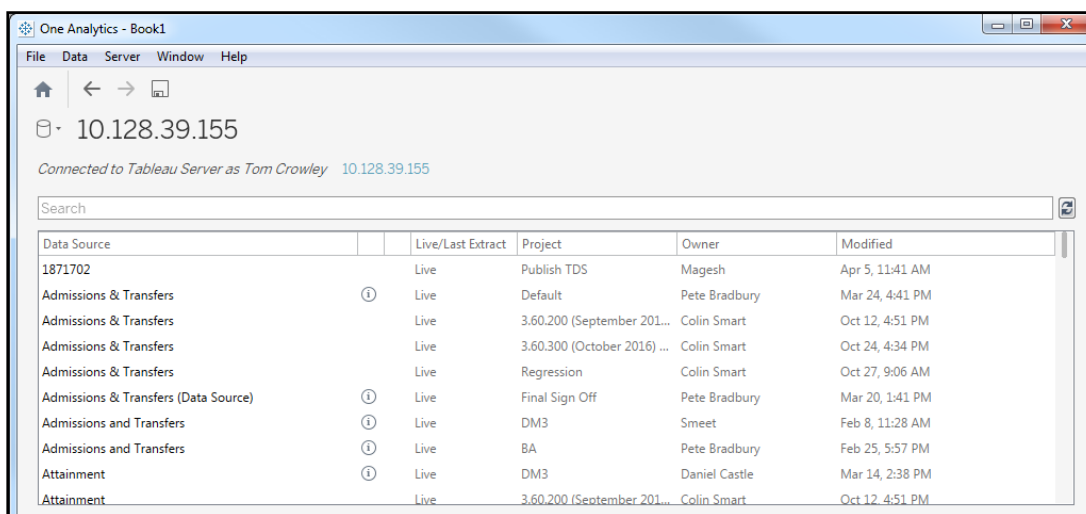 One Analytics - Book1
File Data Server Window Help
10.128.39.155
Connected to Tableau Server as Tom Crowley 10.128.39.155
Search
Data Source Live/Last Extract Project Owner Modified
1871702 Live Publish TDS Magesh Apr 5, 11:41 AM
Admissions & Transfers Live Default Pete Bradbury Mar 24, 4:41 PM
Admissions & Transfers Live 3.60.200 (September 201... Colin Smart Oct 12, 4:51 PM
Admissions & Transfers Live 3.60.300 (October 2016) ... Colin Smart Oct 24, 4:34 PM
Admissions & Transfers Live Regression Colin Smart Oct 27, 9:06 AM
Admissions & Transfers (Data Source) Live Final Sign Off Pete Bradbury Mar 20, 1:41 PM
Admissions and Transfers Live DM3 Smeet Feb 8, 11:28 AM
Admissions and Transfers Live BA Pete Bradbury Feb 25, 5:57 PM
Attainment Live DM3 Daniel Castle Mar 14, 2:38 PM
Attainment Live 3.60.200 (September 201... Colin Smart Oct 12, 4:51 PM